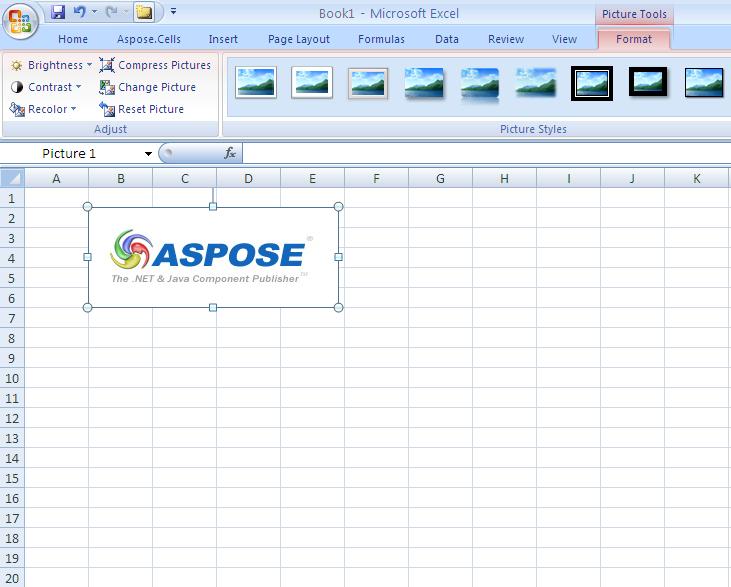 Book1 - Microsoft Excel
Picture Tools
Home Aspose.Cells Insert Page Layout Formulas Data Review View Format
Brightness Compress Pictures
Contrast Change Picture
Recolor Reset Picture
Adjust Picture Styles
Picture 1 fx
A B C D E F G H I J K
1
2
3
4
5
6
7
8
9
10
11
12
13
14
15
16
17
18
19
20
ASPOSE®
The .NET & Java Component Publisher™